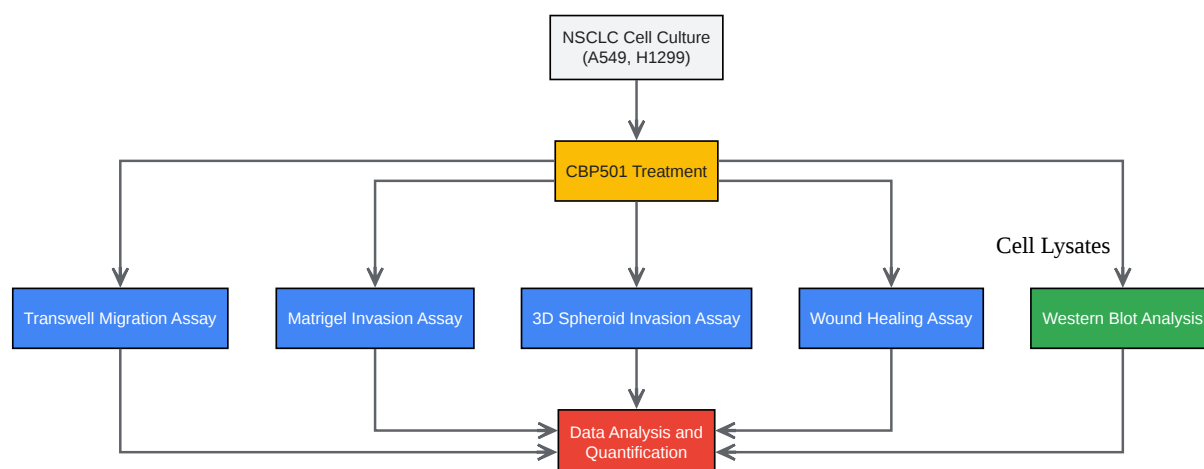 NSCLC Cell Culture
(A549, H1299)
CBP501 Treatment
Cell Lysates
Transwell Migration Assay
Matrigel Invasion Assay
3D Spheroid Invasion Assay
Wound Healing Assay
Western Blot Analysis
Data Analysis and
Quantification